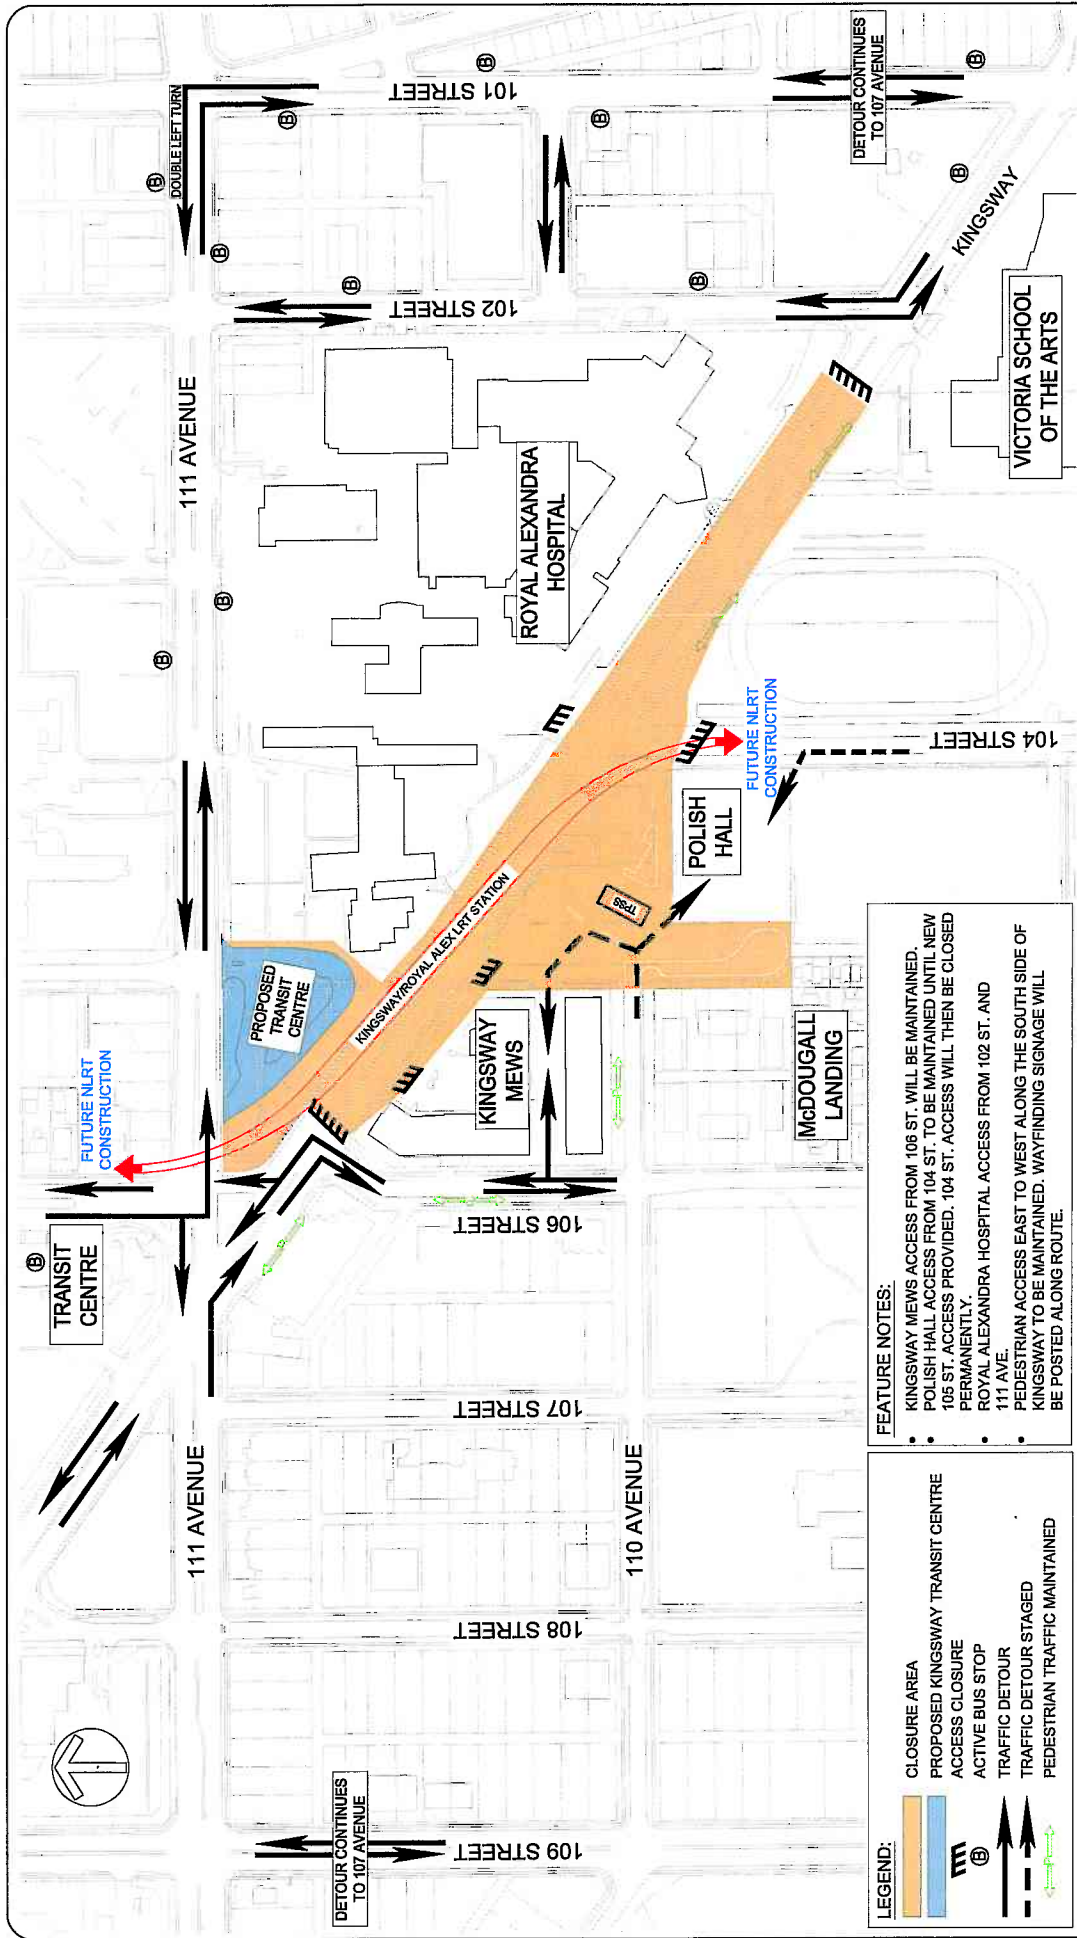 FUTURE NLRT
CONSTRUCTION
TRANSIT
CENTRE
B
111 AVENUE
111 AVENUE
DOUBLE LEFT TURN
B
B
B
B
B
B
B
B
B
B
B
101 STREET
102 STREET
PROPOSED
TRANSIT
CENTRE
KINGSWAY/ROYAL ALEX LRT STATION
ROYAL ALEXANDRA
HOSPITAL
DETOUR CONTINUES
TO 107 AVENUE
DETOUR CONTINUES
TO 107 AVENUE
109 STREET
108 STREET
107 STREET
106 STREET
110 AVENUE
KINGSWAY
MEWS
TPSS
POLISH
HALL
FUTURE NLRT
CONSTRUCTION
104 STREET
KINGSWAY
VICTORIA SCHOOL
OF THE ARTS
McDOUGALL
LANDING
LEGEND:
CLOSURE AREA
PROPOSED KINGSWAY TRANSIT CENTRE
ACCESS CLOSURE
B ACTIVE BUS STOP
TRAFFIC DETOUR
TRAFFIC DETOUR STAGED
P PEDESTRIAN TRAFFIC MAINTAINED
FEATURE NOTES:
• KINGSWAY MEWS ACCESS FROM 106 ST. WILL BE MAINTAINED.
• POLISH HALL ACCESS FROM 104 ST. TO BE MAINTAINED UNTIL NEW
105 ST. ACCESS PROVIDED. 104 ST. ACCESS WILL THEN BE CLOSED
PERMANENTLY.
• ROYAL ALEXANDRA HOSPITAL ACCESS FROM 102 ST. AND
111 AVE.
• PEDESTRIAN ACCESS EAST TO WEST ALONG THE SOUTH SIDE OF
KINGSWAY TO BE MAINTAINED. WAYFINDING SIGNAGE WILL
BE POSTED ALONG ROUTE.